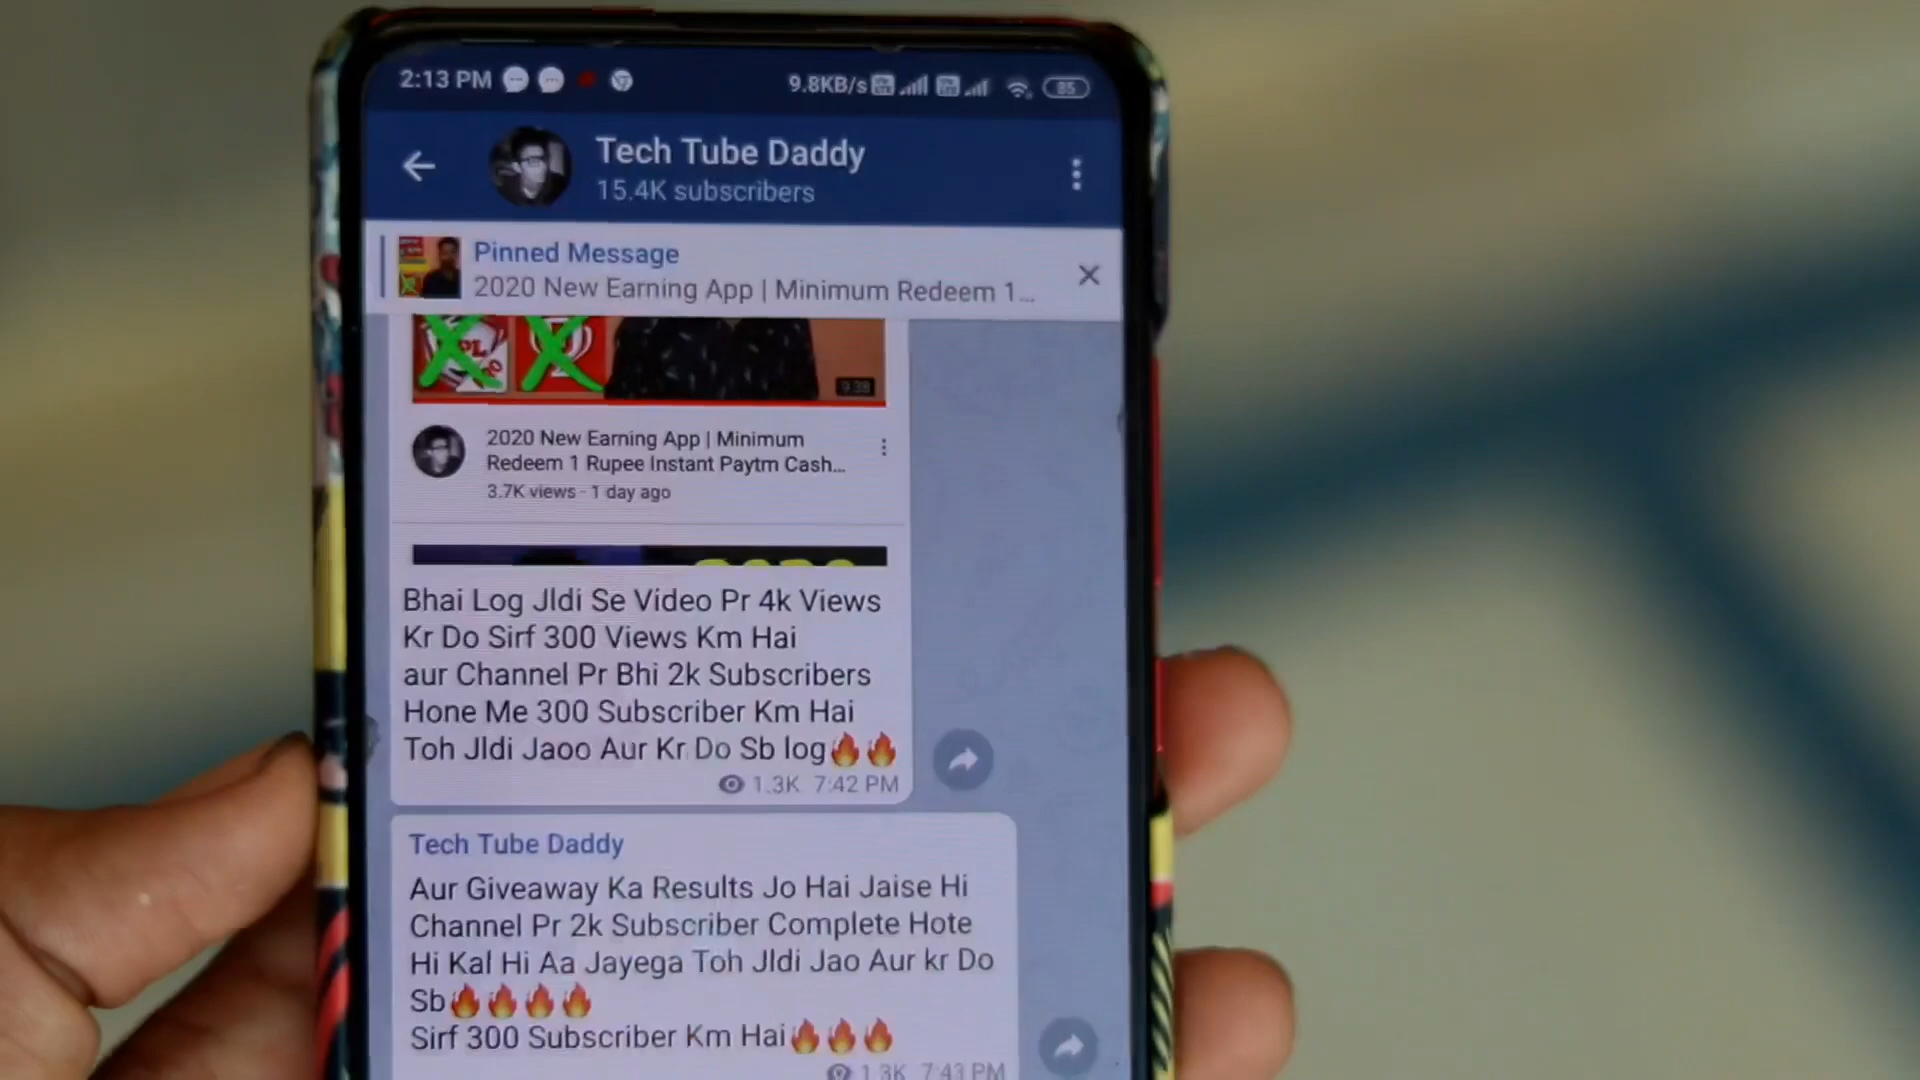 2:13 PM
9.8KB/s
85
Tech Tube Daddy
15.4K subscribers
Pinned Message
2020 New Earning App | Minimum Redeem 1...
9:38
2020 New Earning App | Minimum
Redeem 1 Rupee Instant Paytm Cash...
3.7K views · 1 day ago
Bhai Log Jldi Se Video Pr 4k Views
Kr Do Sirf 300 Views Km Hai
aur Channel Pr Bhi 2k Subscribers
Hone Me 300 Subscriber Km Hai
Toh Jldi Jaoo Aur Kr Do Sb log🔥🔥
1.3K 7:42 PM
Tech Tube Daddy
Aur Giveaway Ka Results Jo Hai Jaise Hi
Channel Pr 2k Subscriber Complete Hote
Hi Kal Hi Aa Jayega Toh Jldi Jao Aur kr Do
Sb🔥🔥🔥🔥
Sirf 300 Subscriber Km Hai🔥🔥🔥
1.3K 7:43 PM